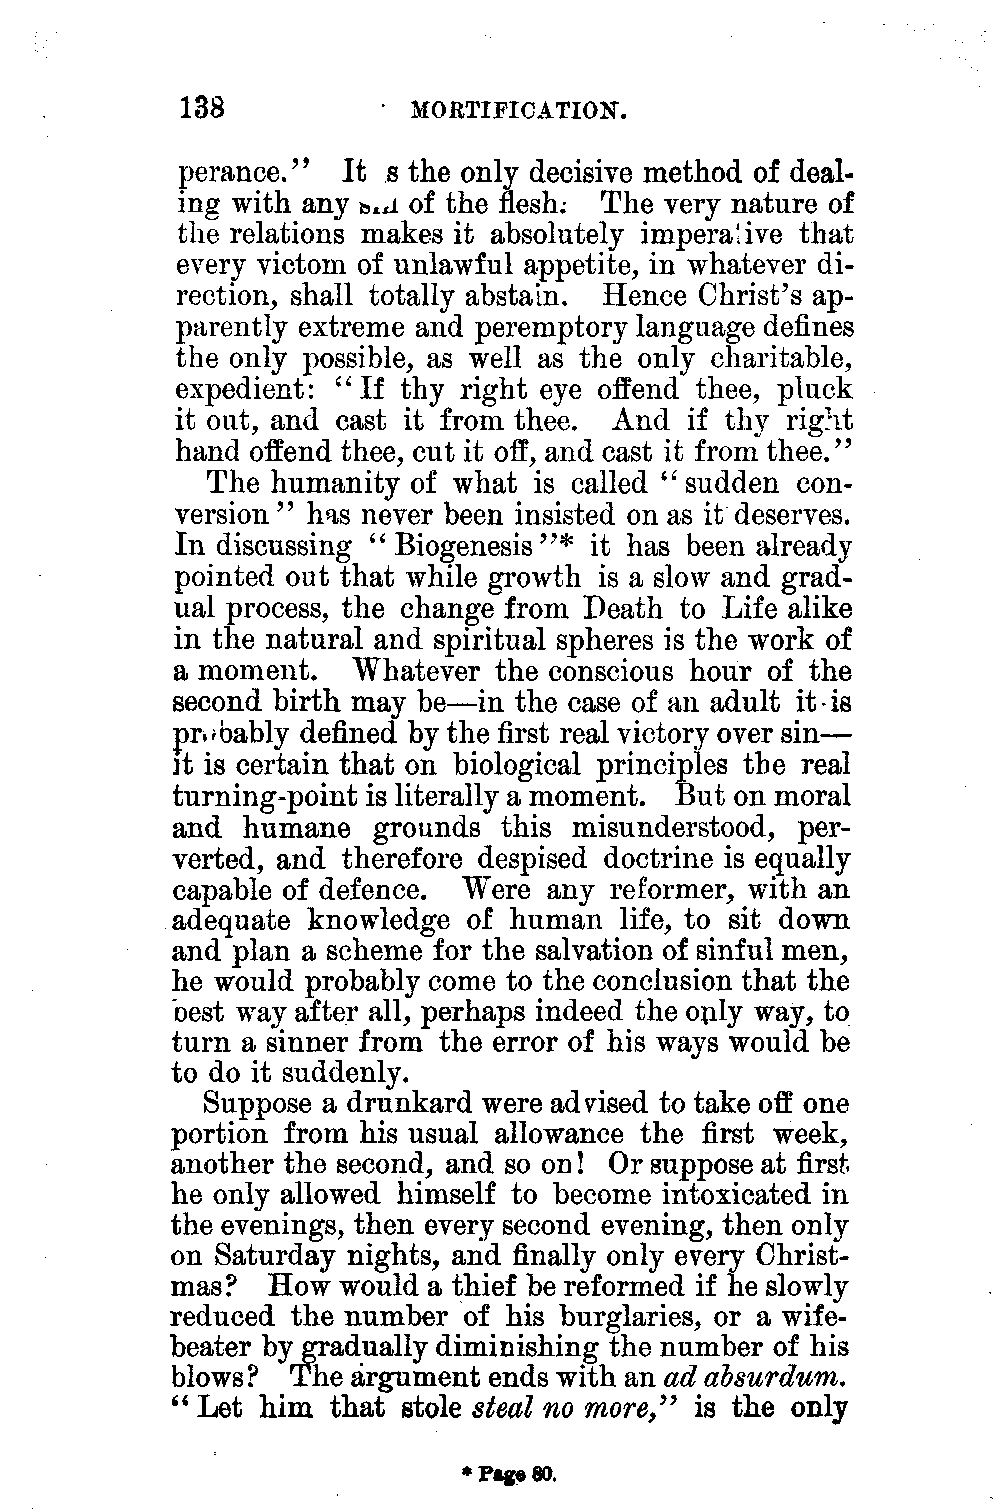 138 MORTIFICATION.
perance.” It s the only decisive method of deal-
ing with any of the flesh: The very nature of
the relations makes it absolutely imperative that
every victom of unlawful appetite, in whatever di-
rection, shall totally abstain. Hence Christ’s ap-
parently extreme and peremptory language defines
the only possible, as well as the only charitable,
expedient: “If thy right eye offend thee, pluck
it out, and cast it from thee. And if thy right
hand offend thee, cut it off, and cast it from thee.”
The humanity of what is called “sudden con-
version” has never been insisted on as it deserves.
In discussing “Biogenesis”* it has been already
pointed out that while growth is a slow and grad-
ual process, the change from Death to Life alike
in the natural and spiritual spheres is the work of
a moment. Whatever the conscious hour of the
second birth may be—in the case of an adult it is
probably defined by the first real victory over sin—
it is certain that on biological principles the real
turning-point is literally a moment. But on moral
and humane grounds this misunderstood, per-
verted, and therefore despised doctrine is equally
capable of defence. Were any reformer, with an
adequate knowledge of human life, to sit down
and plan a scheme for the salvation of sinful men,
he would probably come to the conclusion that the
best way after all, perhaps indeed the only way, to
turn a sinner from the error of his ways would be
to do it suddenly.
Suppose a drunkard were advised to take off one
portion from his usual allowance the first week,
another the second, and so on! Or suppose at first
he only allowed himself to become intoxicated in
the evenings, then every second evening, then only
on Saturday nights, and finally only every Christ-
mas? How would a thief be reformed if he slowly
reduced the number of his burglaries, or a wife-
beater by gradually diminishing the number of his
blows? The argument ends with an ad absurdum.
“Let him that stole steal no more,” is the only
* Page 80.